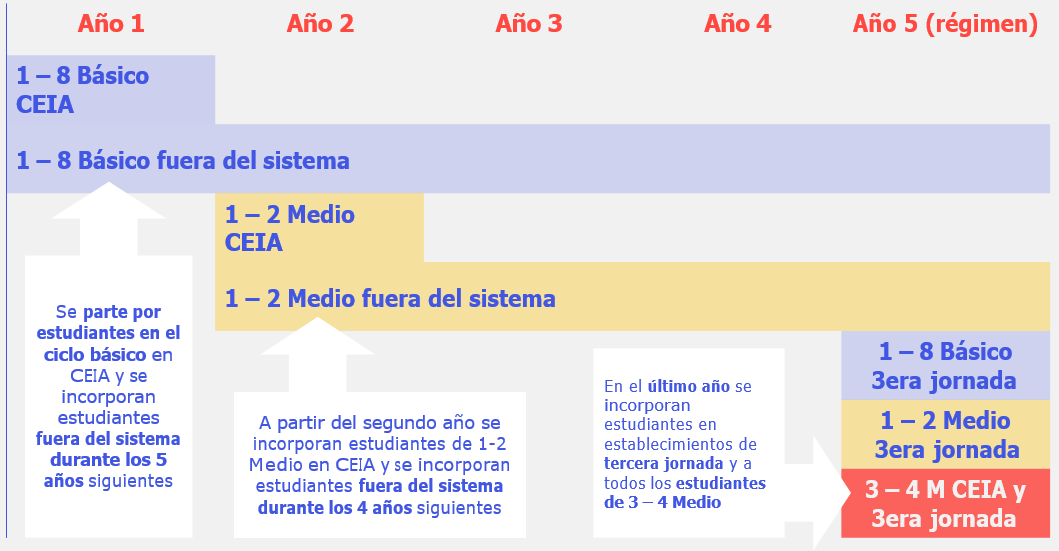 Año 1
Año 2
Año 3
Año 4
Año 5 (régimen)
1 – 8 Básico
CEIA
1 – 8 Básico fuera del sistema
1 – 2 Medio
CEIA
1 – 2 Medio fuera del sistema
Se parte por
estudiantes en el
ciclo básico en
CEIA y se
incorporan
estudiantes
fuera del sistema
durante los 5
años siguientes
A partir del segundo año se
incorporan estudiantes de 1-2
Medio en CEIA y se incorporan
estudiantes fuera del sistema
durante los 4 años siguientes
En el último año se
incorporan
estudiantes en
establecimientos de
tercera jornada y a
todos los estudiantes
de 3 – 4 Medio
1 – 8 Básico
3era jornada
1 – 2 Medio
3era jornada
3 – 4 M CEIA y
3era jornada